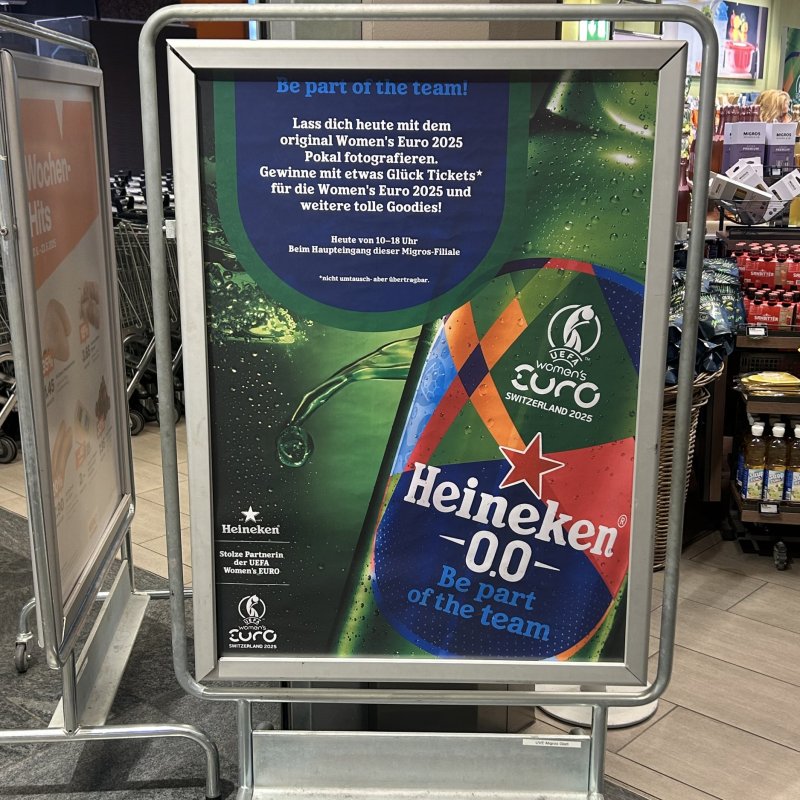 Be part of the team!
Lass dich heute mit dem
original Women's Euro 2025
Pokal fotografieren.
Gewinne mit etwas Glück Tickets*
für die Women's Euro 2025 und
weitere tolle Goodies!
Heute von 10–18 Uhr
Beim Haupteingang dieser Migros-Filiale
*nicht umtausch- aber übertragbar.
UEFA
women's
EURO
SWITZERLAND 2025
Heineken®
0.0
Be part
of the team
Heineken
Stolze Partnerin
der UEFA
Women's EURO
women's
EURO
SWITZERLAND 2025
Wochen-
Hits
MIGROS
SANBITTER